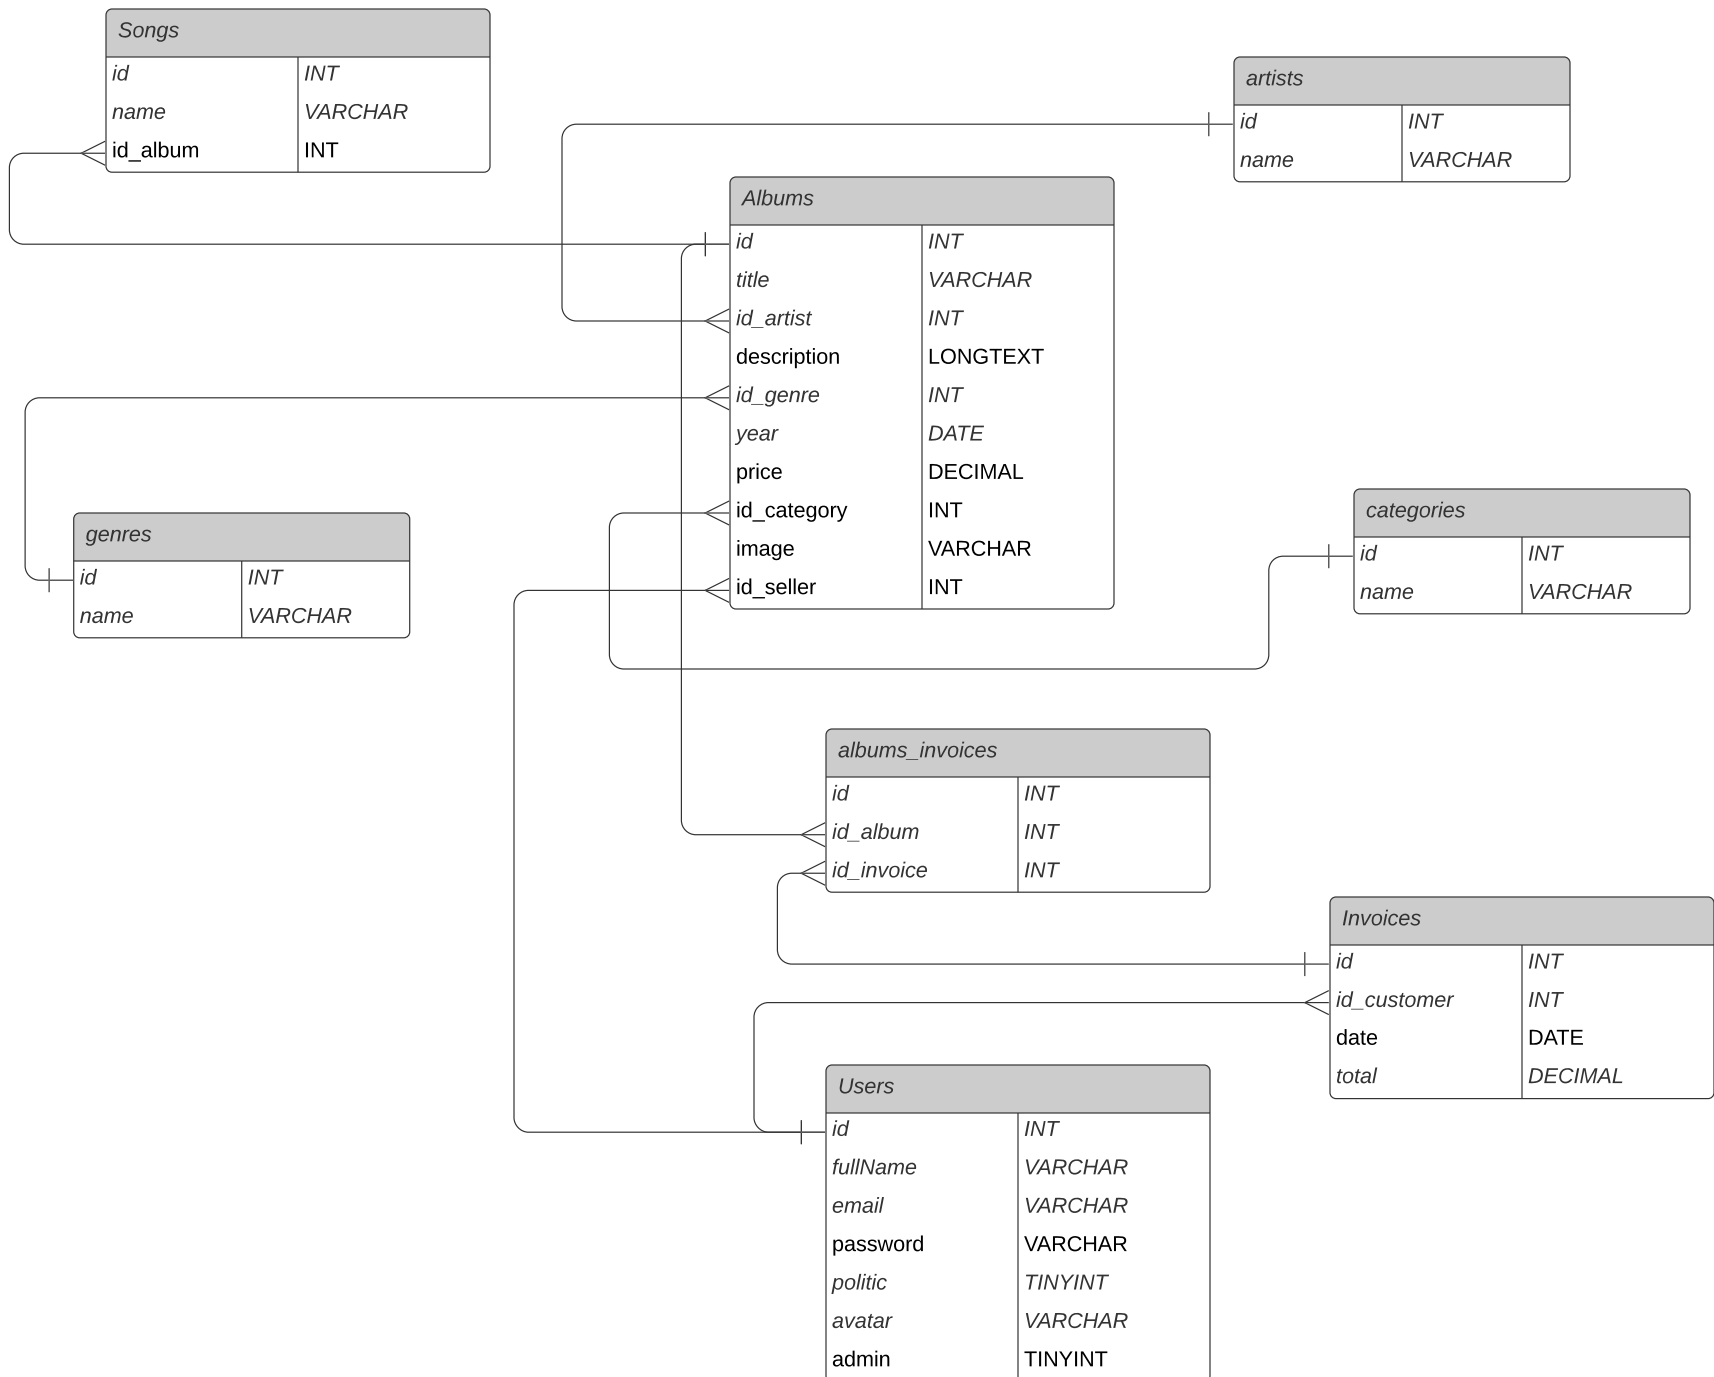 Songs
id INT
name VARCHAR
id_album INT
artists
id INT
name VARCHAR
Albums
id INT
title VARCHAR
id_artist INT
description LONGTEXT
id_genre INT
year DATE
price DECIMAL
id_category INT
image VARCHAR
id_seller INT
genres
id INT
name VARCHAR
categories
id INT
name VARCHAR
albums_invoices
id INT
id_album INT
id_invoice INT
Invoices
id INT
id_customer INT
date DATE
total DECIMAL
Users
id INT
fullName VARCHAR
email VARCHAR
password VARCHAR
politic TINYINT
avatar VARCHAR
admin TINYINT